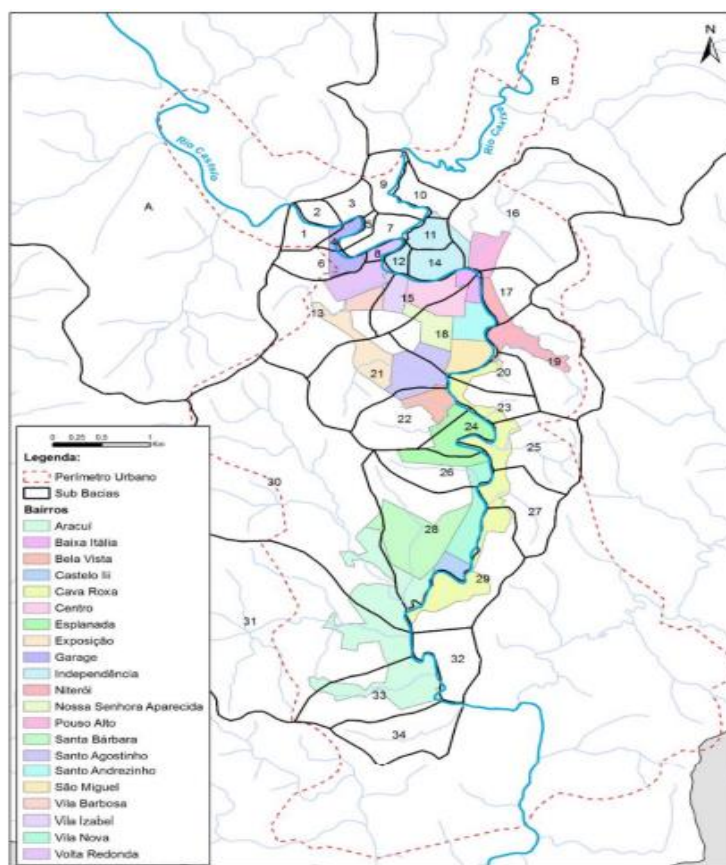 N
B
Rio Castelo
A
9
10
3
2
16
5
1
7
11
4
8
6
12
14
15
17
13
18
19
20
21
23
22
24
25
26
30
27
28
29
31
32
33
34
0 0.25 0.5 1
Km
Legenda:
Perímetro Urbano
Sub Bacias
Bairros
Aracuí
Baixa Itália
Bela Vista
Castelo Iii
Cava Roxa
Centro
Esplanada
Exposição
Garage
Independência
Niterói
Nossa Senhora Aparecida
Pouso Alto
Santa Bárbara
Santo Agostinho
Santo Andrezinho
São Miguel
Vila Barbosa
Vila Izabel
Vila Nova
Volta Redonda